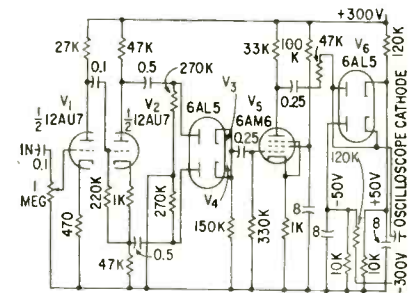 +300V
27K
47K
33K
100
K
47K
V6
6AL5
120K
0.1
0.5
270K
0.25
V1
½
12AU7
V2
½
12AU7
6AL5
V3
V5
6AM6
0.25
IN
0.1
1
MEG
V4
120K
220K
1K
270K
-50V
+50V
470
150K
330K
1K
8
8
8
47K
0.5
10K
10K
-300V
T OSCILLOSCOPE CATHODE